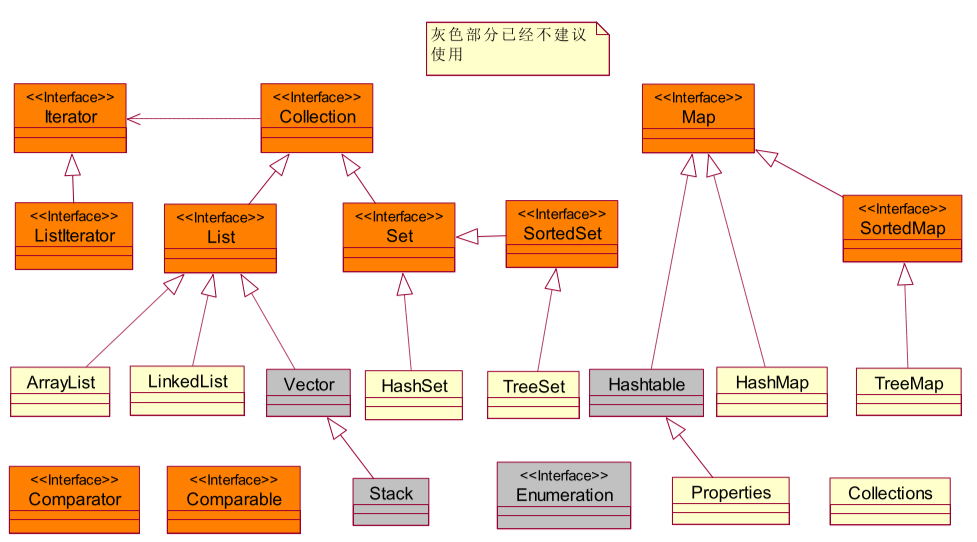 灰色部分已经不建议
使用
<<Interface>>
Iterator
<<Interface>>
Collection
<<Interface>>
Map
<<Interface>>
ListIterator
<<Interface>>
List
<<Interface>>
Set
<<Interface>>
SortedSet
<<Interface>>
SortedMap
ArrayList
LinkedList
Vector
HashSet
TreeSet
Hashtable
HashMap
TreeMap
<<Interface>>
Comparator
<<Interface>>
Comparable
Stack
<<Interface>>
Enumeration
Properties
Collections